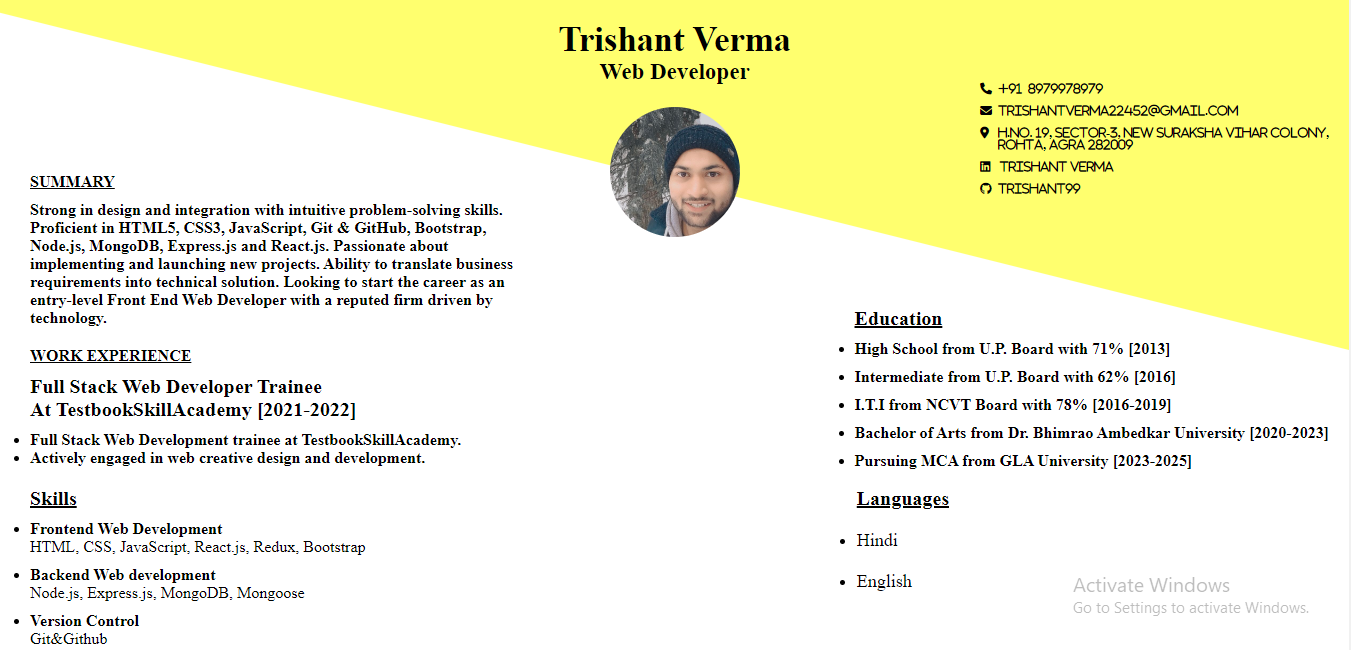 Trishant Verma
Web Developer
+91 8979978979
TRISHANTVERMA22452@GMAIL.COM
H.NO. 19, SECTOR-3, NEW SURAKSHA VIHAR COLONY,
ROHTA, AGRA 282009
TRISHANT VERMA
TRISHANT99
SUMMARY
Strong in design and integration with intuitive problem-solving skills.
Proficient in HTML5, CSS3, JavaScript, Git & GitHub, Bootstrap,
Node.js, MongoDB, Express.js and React.js. Passionate about
implementing and launching new projects. Ability to translate business
requirements into technical solution. Looking to start the career as an
entry-level Front End Web Developer with a reputed firm driven by
technology.
WORK EXPERIENCE
Full Stack Web Developer Trainee
At TestbookSkillAcademy [2021-2022]
• Full Stack Web Development trainee at TestbookSkillAcademy.
• Actively engaged in web creative design and development.
Skills
• Frontend Web Development
HTML, CSS, JavaScript, React.js, Redux, Bootstrap
• Backend Web development
Node.js, Express.js, MongoDB, Mongoose
• Version Control
Git&Github
Education
• High School from U.P. Board with 71% [2013]
• Intermediate from U.P. Board with 62% [2016]
• I.T.I from NCVT Board with 78% [2016-2019]
• Bachelor of Arts from Dr. Bhimrao Ambedkar University [2020-2023]
• Pursuing MCA from GLA University [2023-2025]
Languages
• Hindi
• English
Activate Windows
Go to Settings to activate Windows.